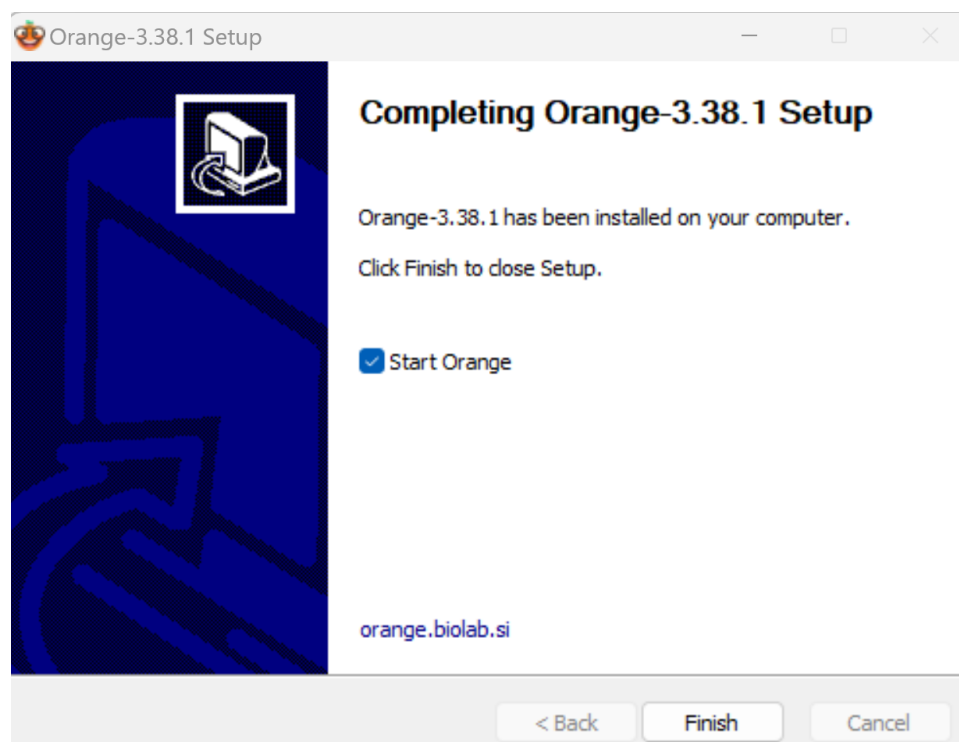 Orange-3.38.1 Setup
Completing Orange-3.38.1 Setup
Orange-3.38.1 has been installed on your computer.
Click Finish to close Setup.
Start Orange
orange.biolab.si
< Back
Finish
Cancel